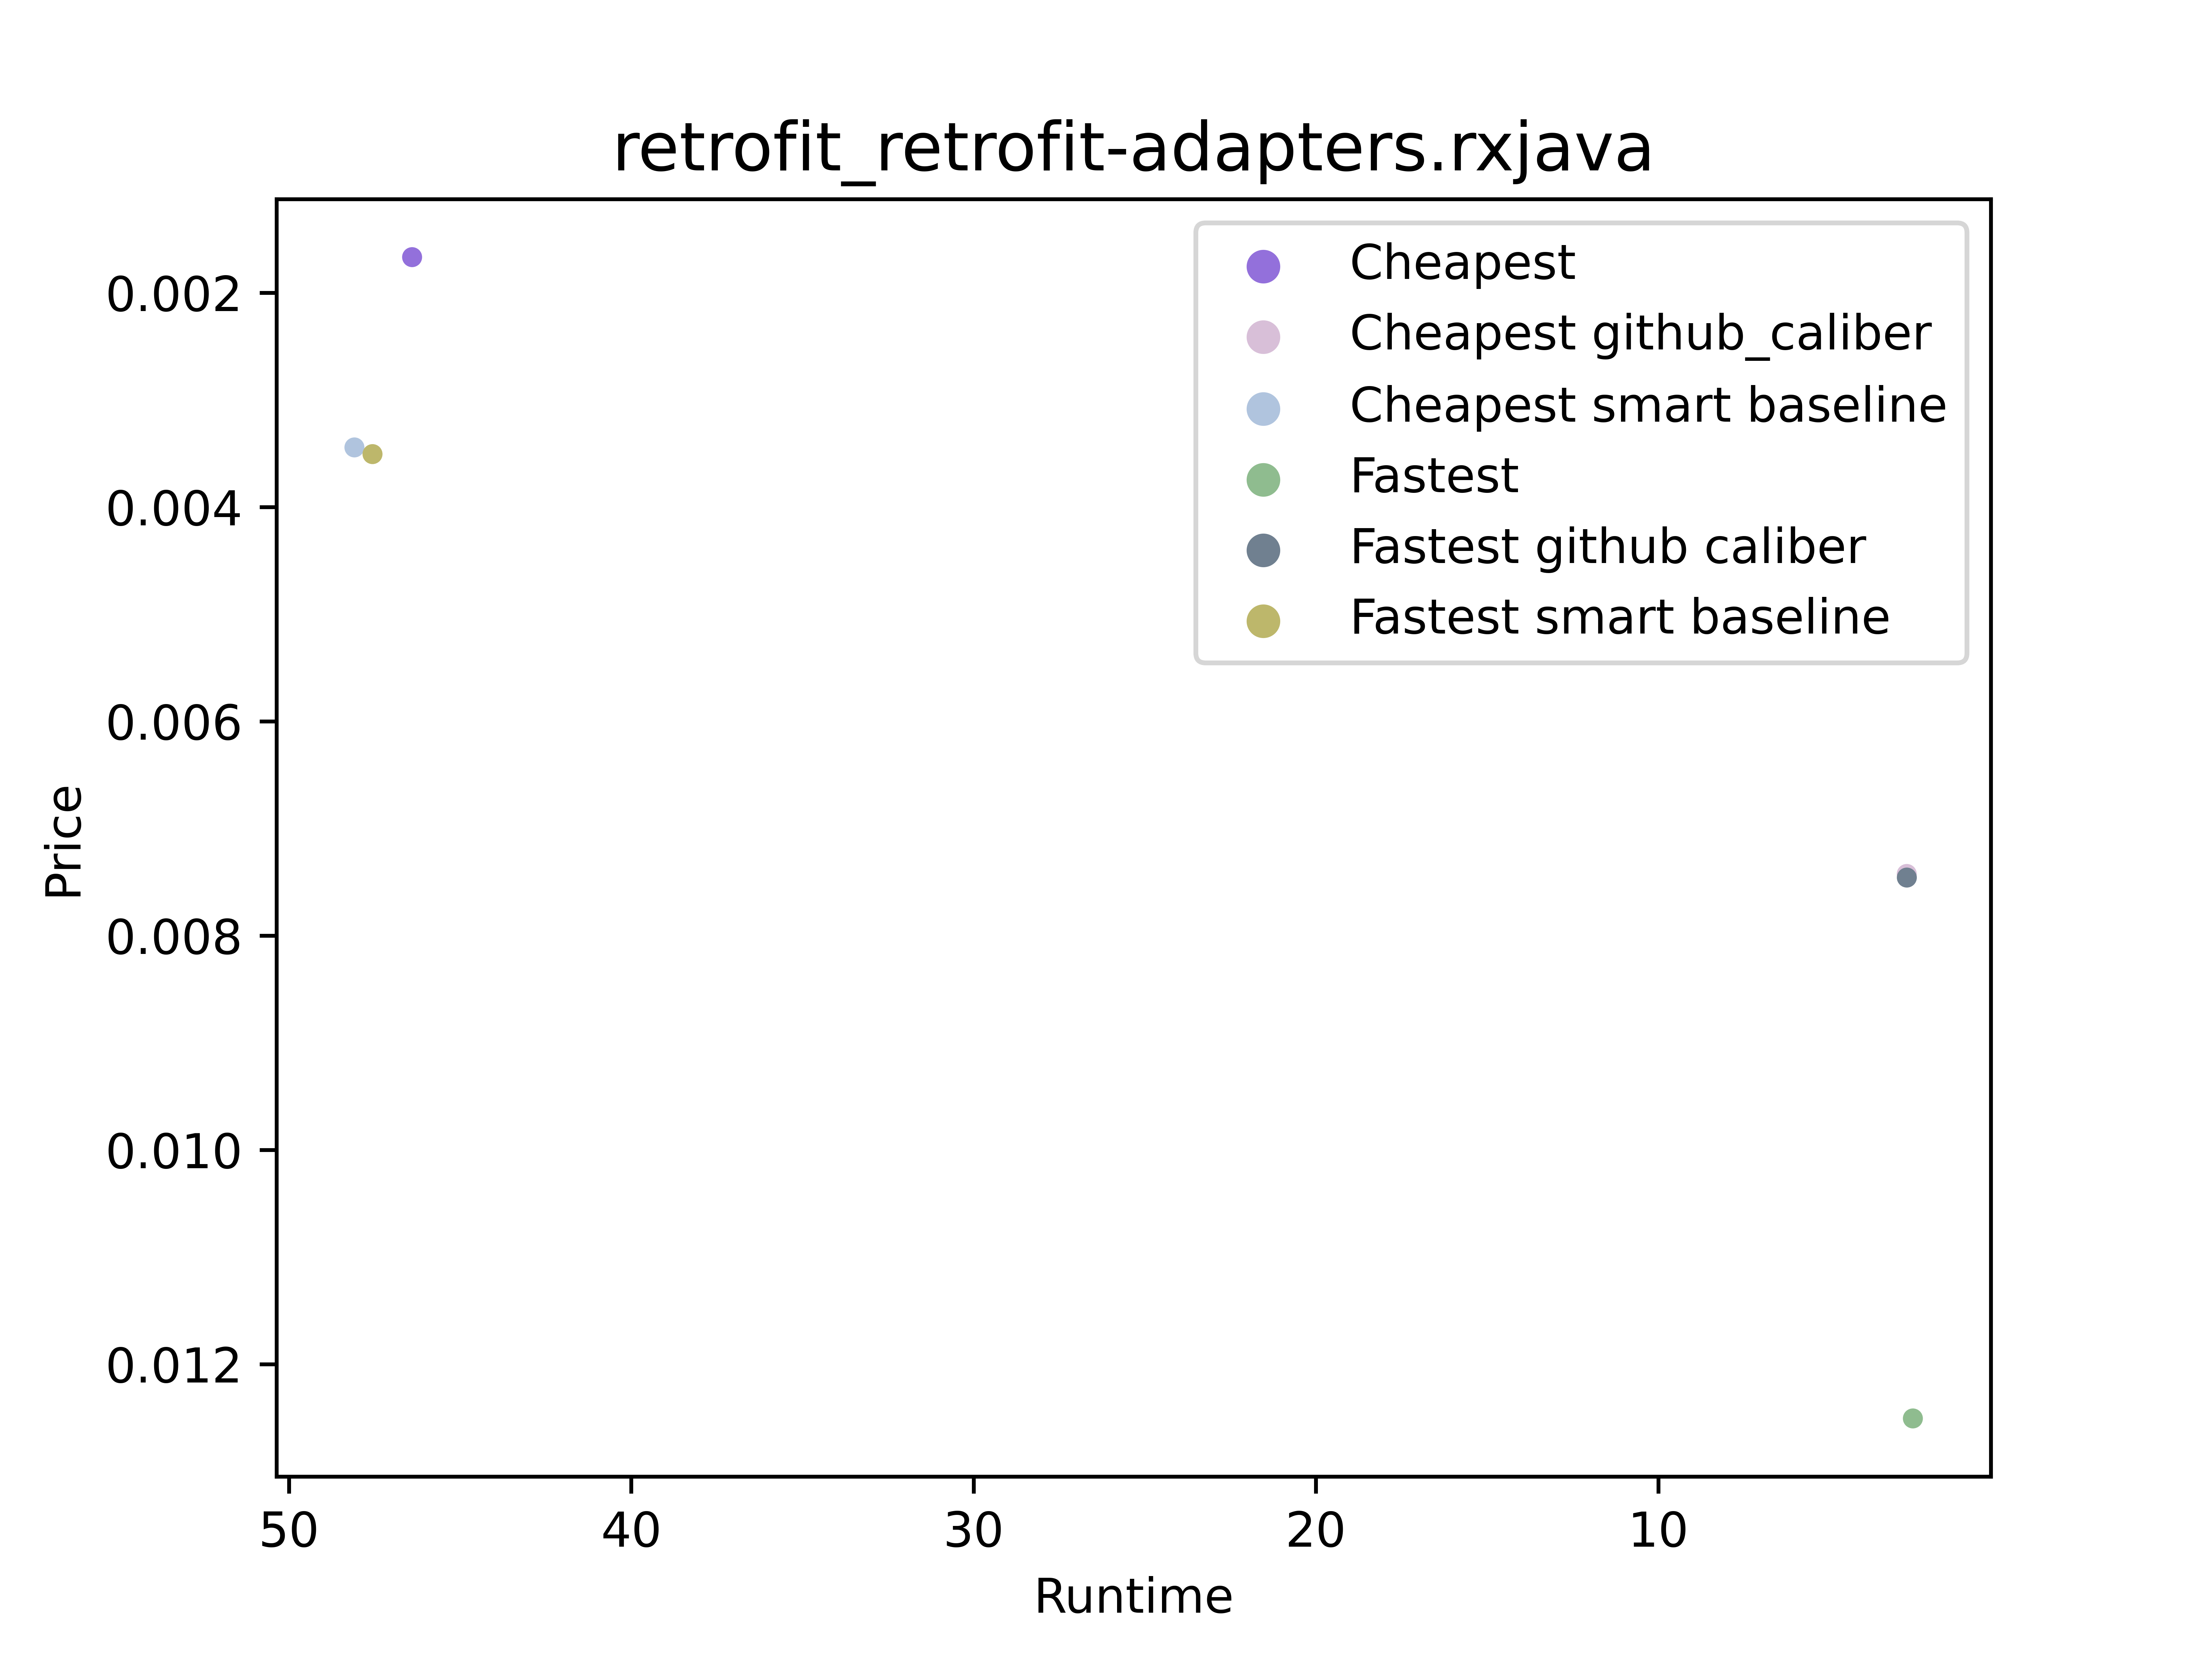 retrofit_retrofit-adapters.rxjava
Cheapest
Cheapest github_caliber
Cheapest smart baseline
Fastest
Fastest github caliber
Fastest smart baseline
0.002
0.004
0.006
0.008
0.010
0.012
Price
50 40 30 20 10
Runtime